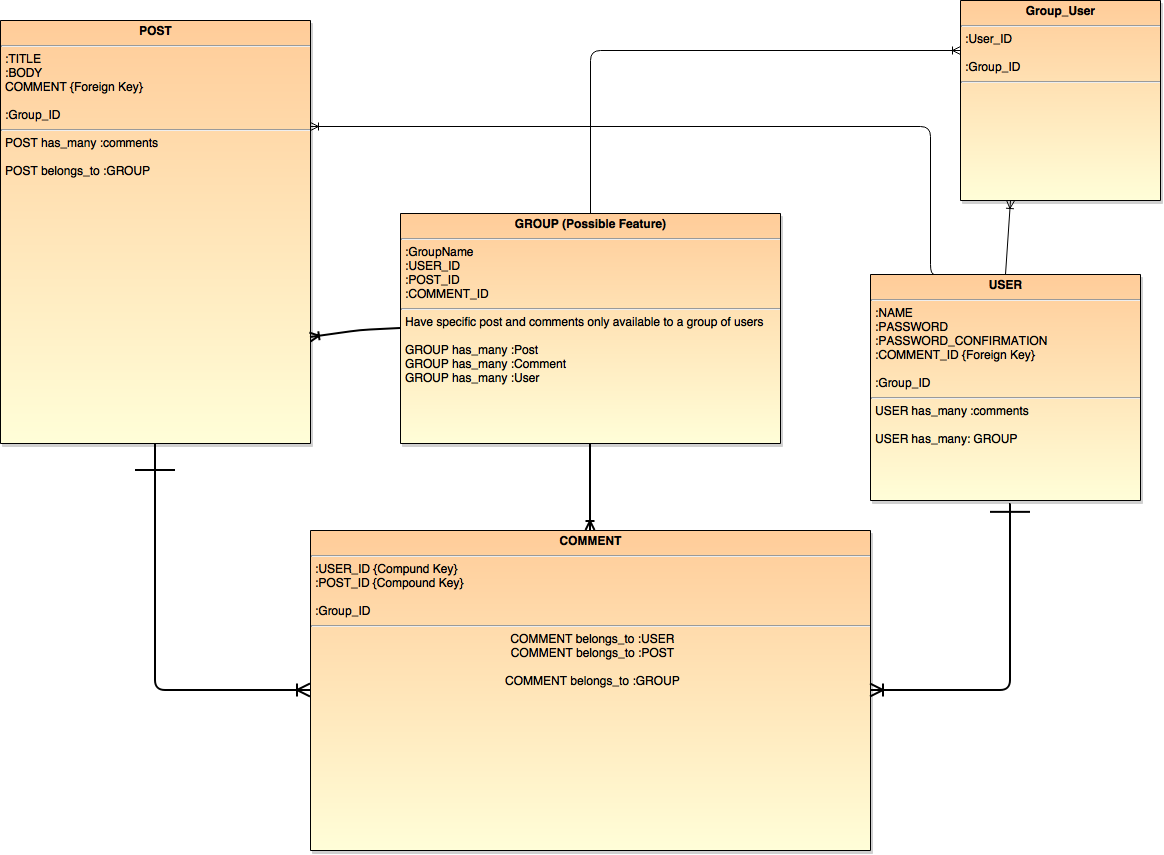 POST
:TITLE
:BODY
COMMENT {Foreign Key}
:Group_ID
POST has_many :comments
POST belongs_to :GROUP
Group_User
:User_ID
:Group_ID
GROUP (Possible Feature)
:GroupName
:USER_ID
:POST_ID
:COMMENT_ID
Have specific post and comments only available to a group of users
GROUP has_many :Post
GROUP has_many :Comment
GROUP has_many :User
USER
:NAME
:PASSWORD
:PASSWORD_CONFIRMATION
:COMMENT_ID {Foreign Key}
:Group_ID
USER has_many :comments
USER has_many: GROUP
COMMENT
:USER_ID {Compund Key}
:POST_ID {Compound Key}
:Group_ID
COMMENT belongs_to :USER
COMMENT belongs_to :POST
COMMENT belongs_to :GROUP